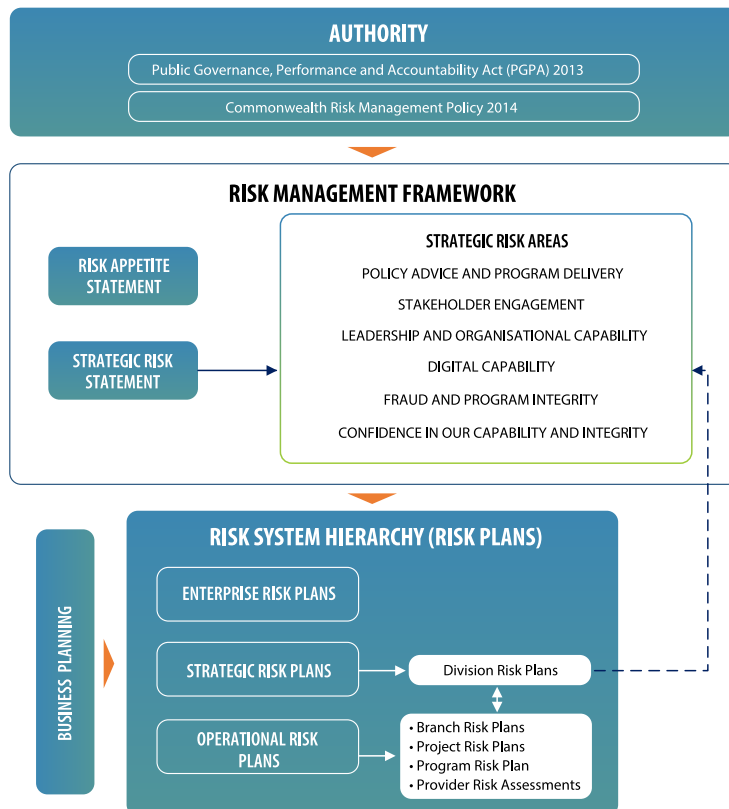 AUTHORITY
Public Governance, Performance and Accountability Act (PGPA) 2013
Commonwealth Risk Management Policy 2014
RISK MANAGEMENT FRAMEWORK
RISK APPETITE
STATEMENT
STRATEGIC RISK
STATEMENT
STRATEGIC RISK AREAS
POLICY ADVICE AND PROGRAM DELIVERY
STAKEHOLDER ENGAGEMENT
LEADERSHIP AND ORGANISATIONAL CAPABILITY
DIGITAL CAPABILITY
FRAUD AND PROGRAM INTEGRITY
CONFIDENCE IN OUR CAPABILITY AND INTEGRITY
BUSINESS PLANNING
RISK SYSTEM HIERARCHY (RISK PLANS)
ENTERPRISE RISK PLANS
STRATEGIC RISK PLANS
Division Risk Plans
OPERATIONAL RISK
PLANS
• Branch Risk Plans
• Project Risk Plans
• Program Risk Plan
• Provider Risk Assessments